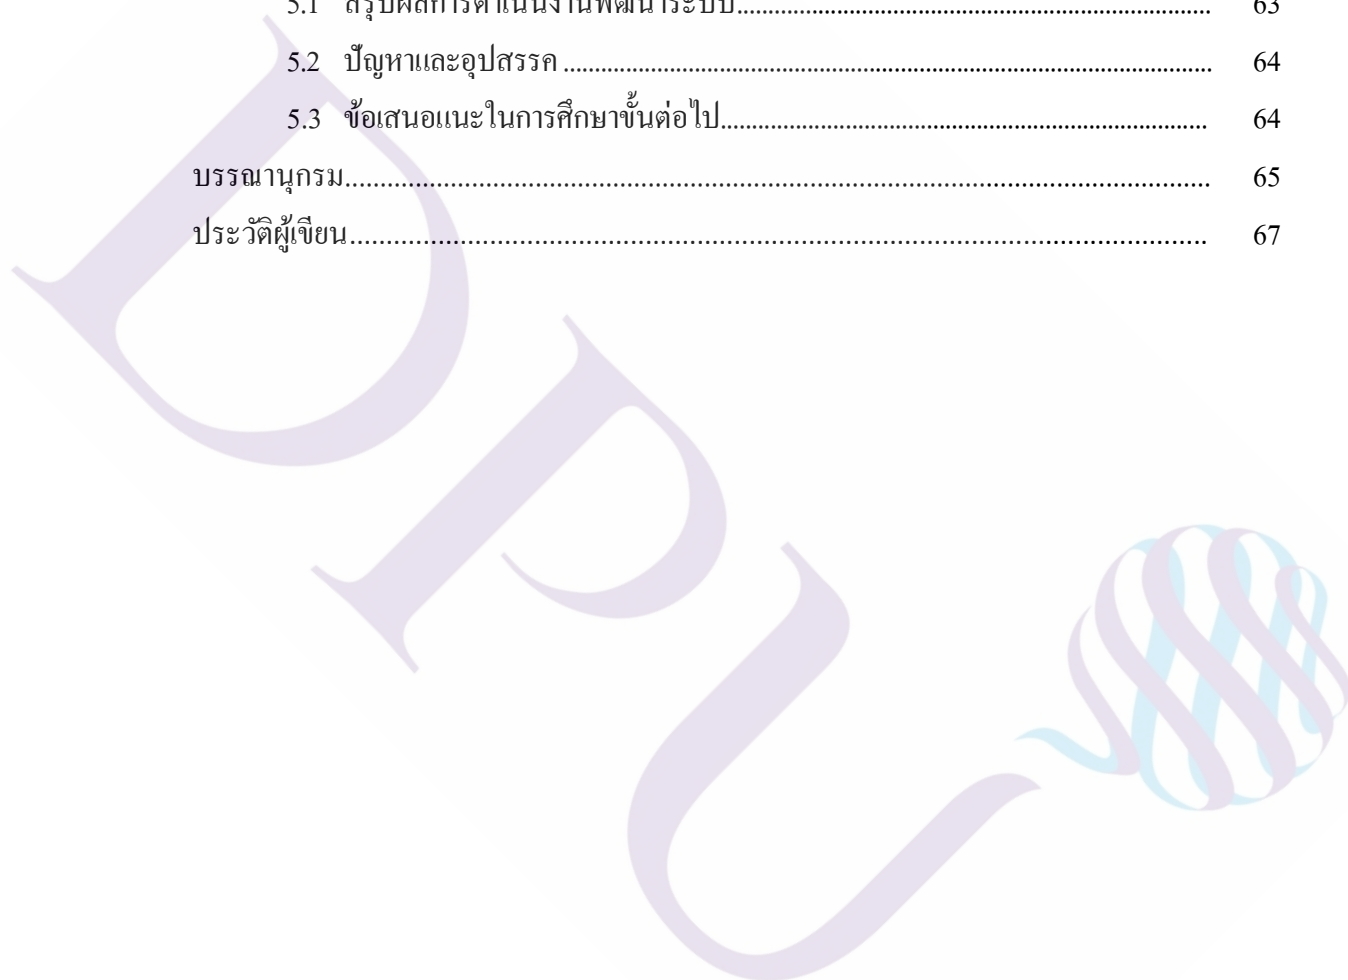 5.1 สรุปผลการดำเนินงานพัฒนาระบบ........................................................................ 63
5.2 ปัญหาและอุปสรรค........................................................................ 64
5.3 ข้อเสนอแนะในการศึกษาขั้นต่อไป........................................................................ 64
บรรณานุกรม........................................................................ 65
ประวัติผู้เขียน........................................................................ 67
DPU